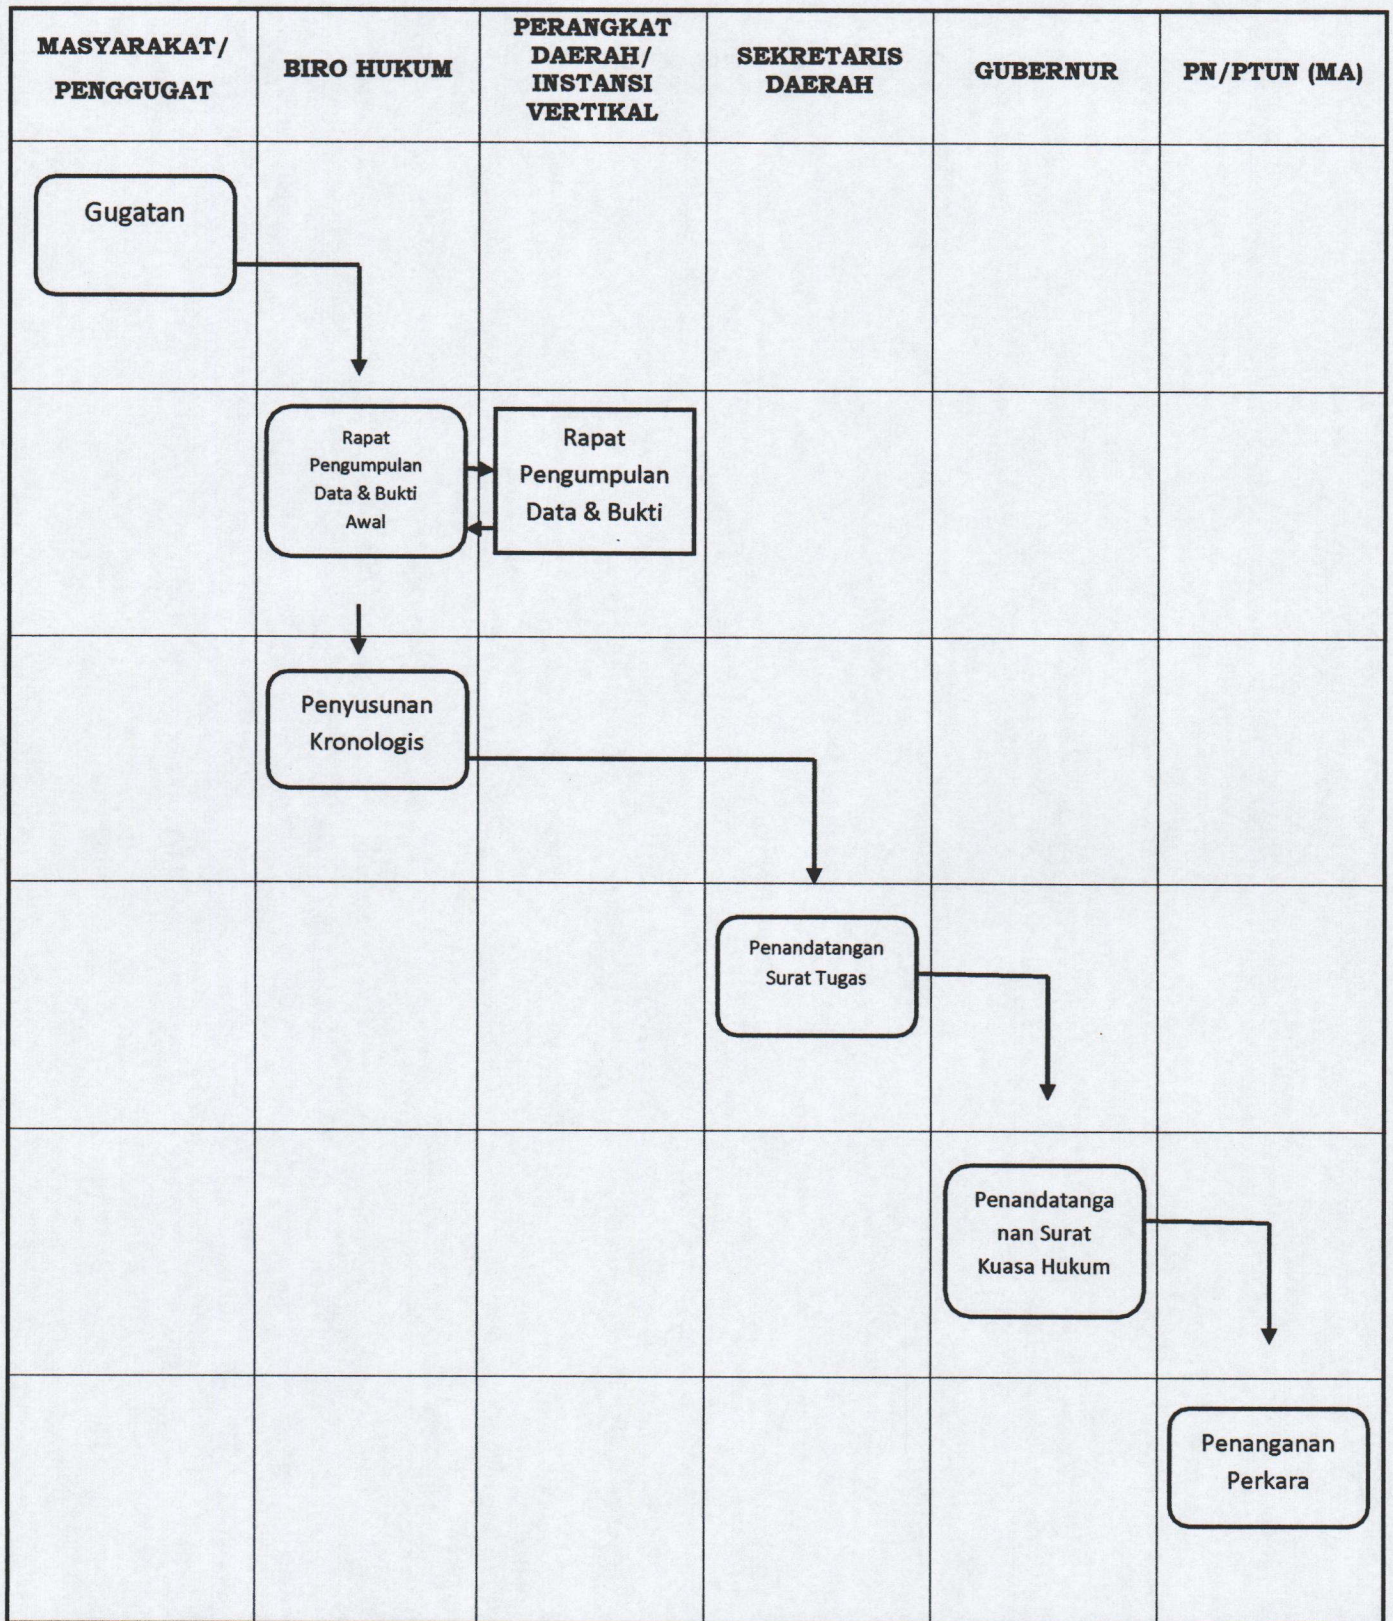 MASYARAKAT/
PENGGUGAT
BIRO HUKUM
PERANGKAT
DAERAH/
INSTANSI
VERTIKAL
SEKRETARIS
DAERAH
GUBERNUR
PN/PTUN (MA)
Gugatan
Rapat
Pengumpulan
Data & Bukti
Awal
Rapat
Pengumpulan
Data & Bukti
Penyusunan
Kronologis
Penandatangan
Surat Tugas
Penandatanga
nan Surat
Kuasa Hukum
Penanganan
Perkara